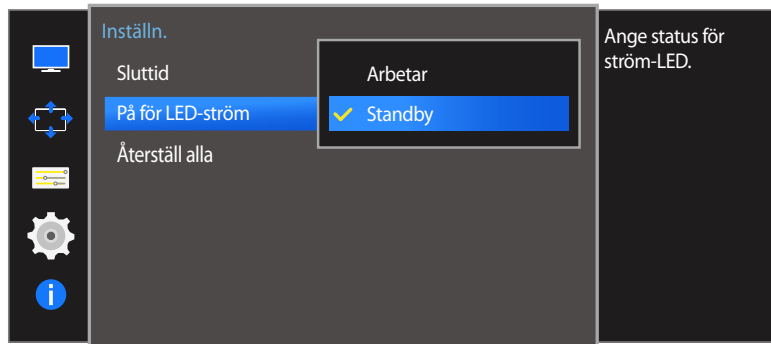 Inställn.
Sluttid
På för LED-ström
Återställ alla
Arbetar
Standby
Ange status för
ström-LED.